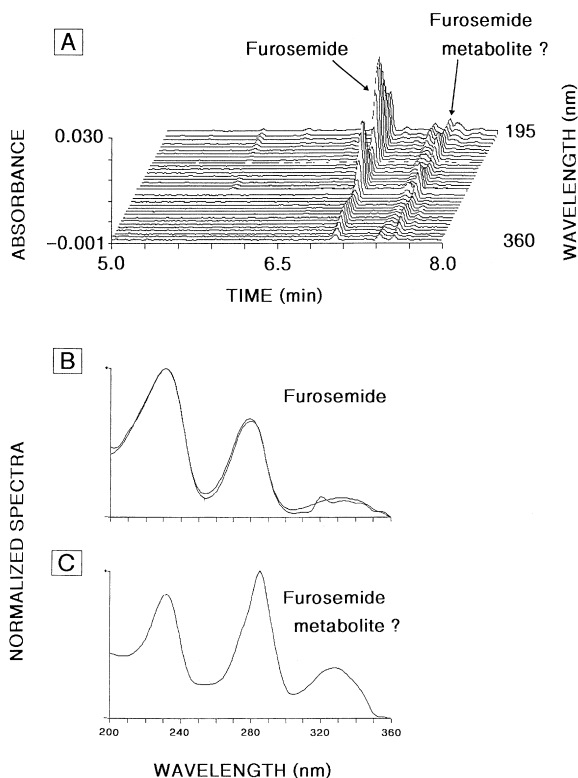 A
Furosemide
Furosemide
metabolite ?
ABSORBANCE
0.030
-0.001
195
360
WAVELENGTH (nm)
5.0 6.5 8.0
TIME (min)
B
Furosemide
NORMALIZED SPECTRA
C
Furosemide
metabolite ?
200 240 280 320 360
WAVELENGTH (nm)